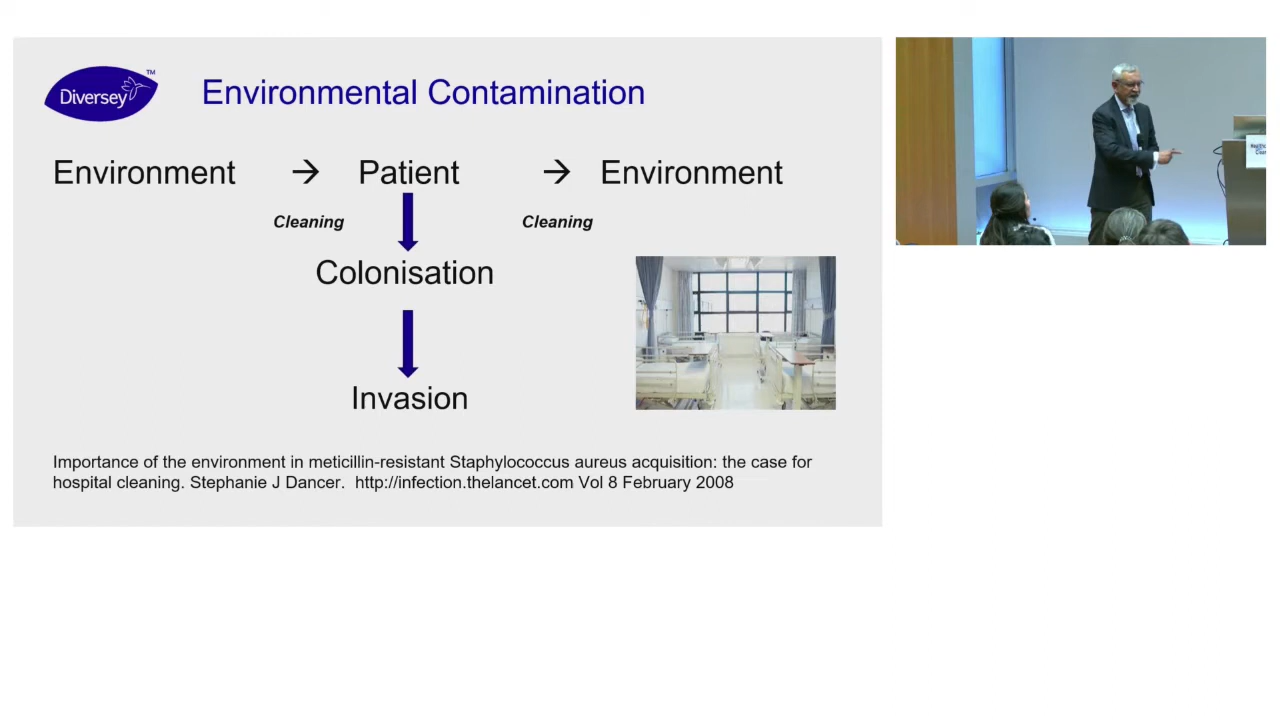 Diversey™
Environmental Contamination
Environment → Patient → Environment
Cleaning Cleaning
Colonisation
Invasion
Importance of the environment in meticillin-resistant Staphylococcus aureus acquisition: the case for
hospital cleaning. Stephanie J Dancer. http://infection.thelancet.com Vol 8 February 2008